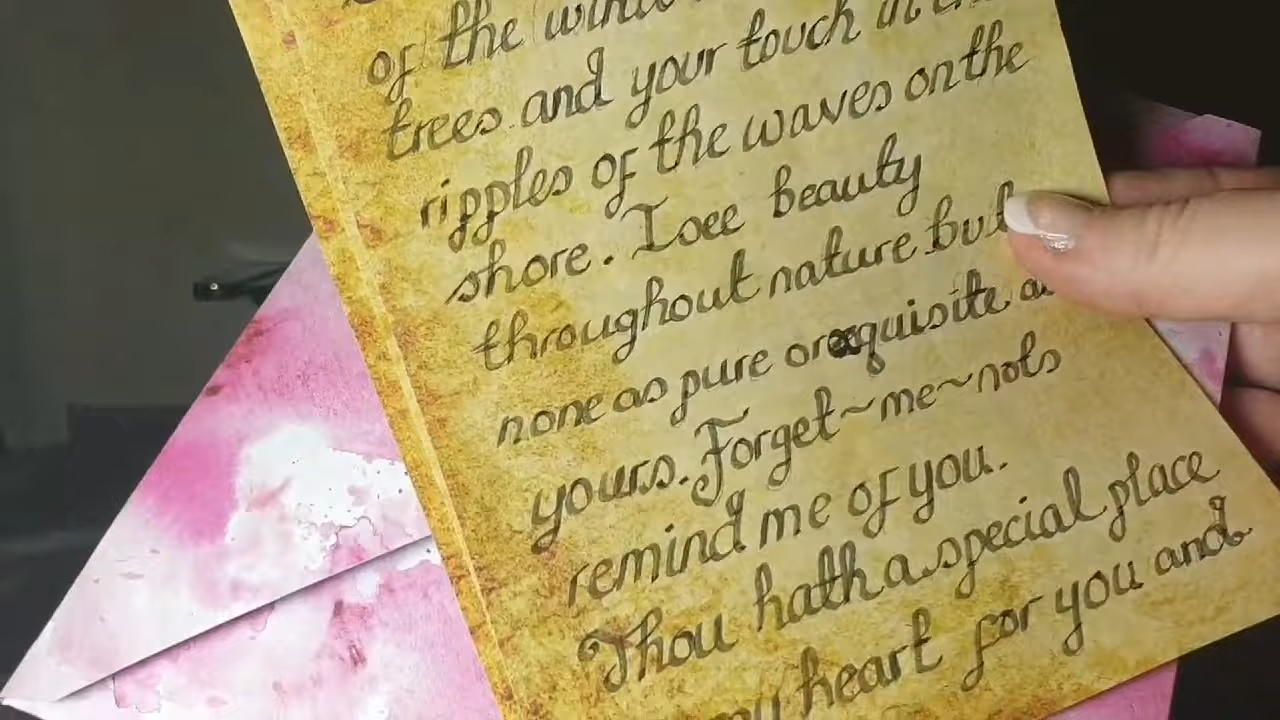 of the wind
trees and your touch in the
ripples of the waves on the
shore. I see beauty
throughout nature but
none as pure or exquisite as
yours. Forget~me~nots
remind me of you.
Thou hath a special place
my heart for you and